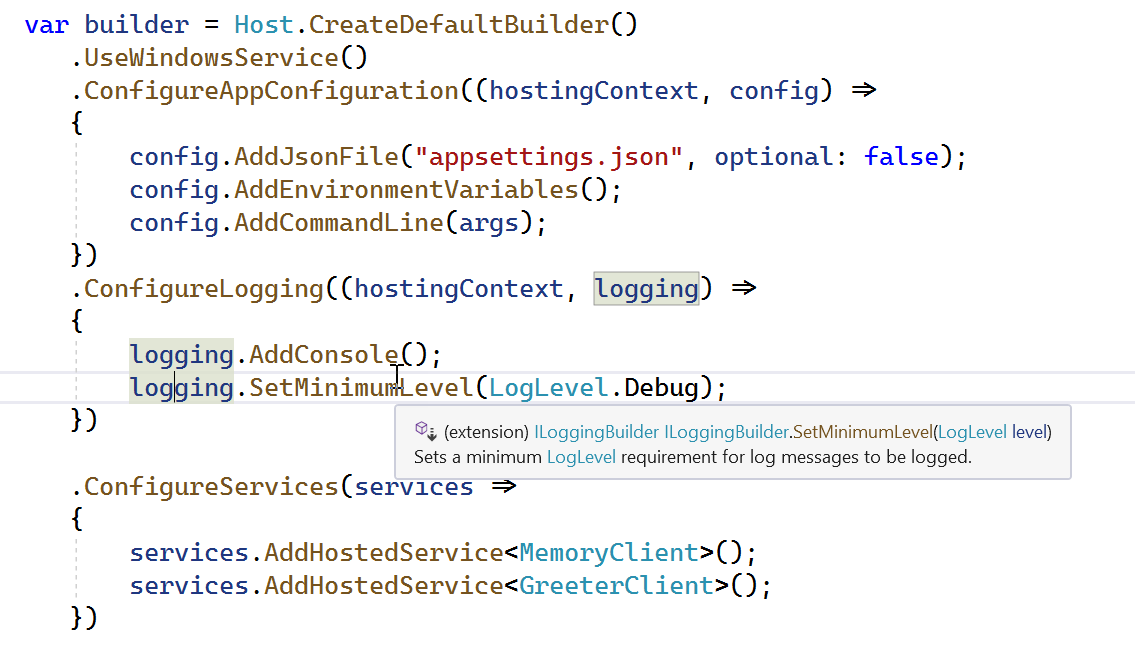 var builder = Host.CreateDefaultBuilder()
    .UseWindowsService()
    .ConfigureAppConfiguration((hostingContext, config) =>
    {
        config.AddJsonFile("appsettings.json", optional: false);
        config.AddEnvironmentVariables();
        config.AddCommandLine(args);
    })
    .ConfigureLogging((hostingContext, logging) =>
    {
        logging.AddConsole();
        logging.SetMinimumLevel(LogLevel.Debug);
    })
(extension) ILoggingBuilder ILoggingBuilder.SetMinimumLevel(LogLevel level)
Sets a minimum LogLevel requirement for log messages to be logged.
    .ConfigureServices(services =>
    {
        services.AddHostedService<MemoryClient>();
        services.AddHostedService<GreeterClient>();
    })